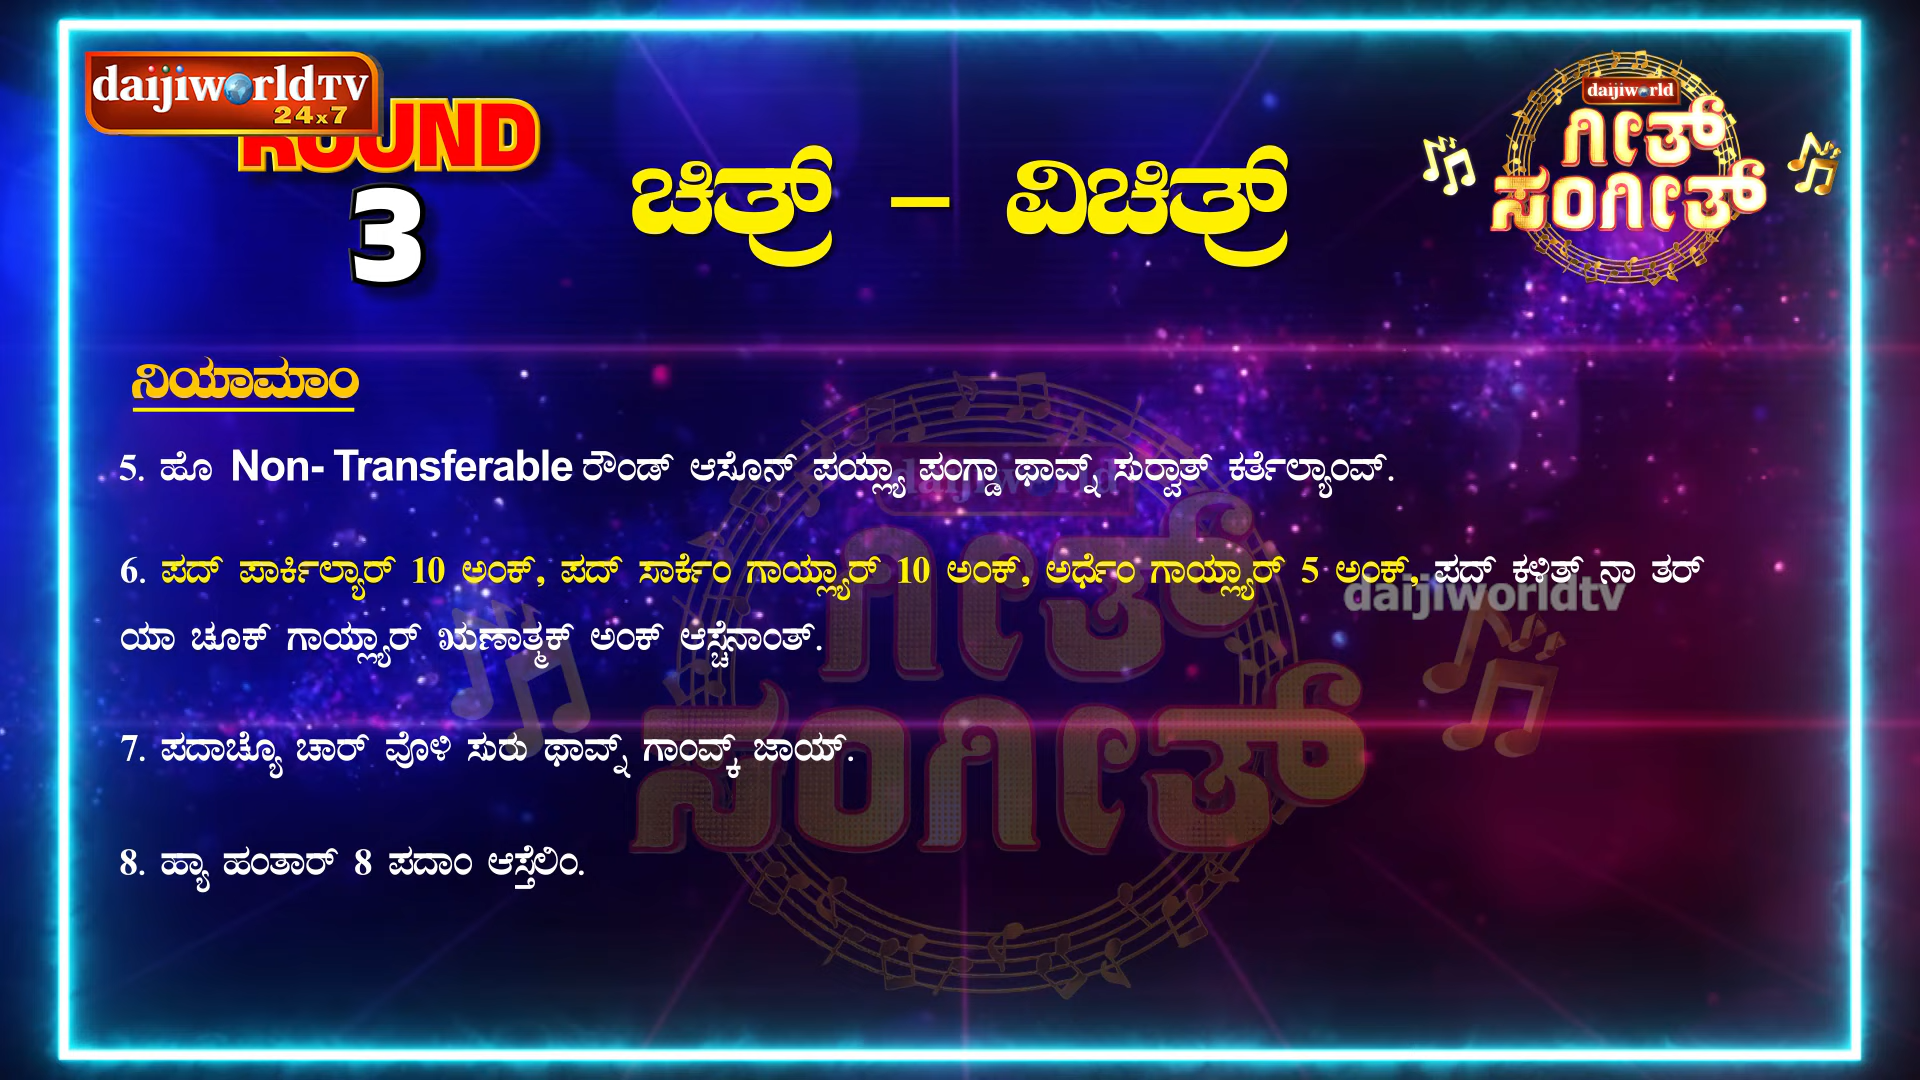 daijiworldTV
24x7
ROUND
3
ಚಿತ್ರ್ – ವಿಚಿತ್ರ್
daijiworld
ಗೀತ್
ಸಂಗೀತ್
ನಿಯಾಮಾಂ
5. ಹೊ Non- Transferable ರೌಂಡ್ ಆಸೊನ್ ಪಯ್ಲ್ಯಾ ಪಂಗ್ಡಾ ಥಾವ್ನ್ ಸುರ‍್ವಾತ್ ಕರ್ತೆಲ್ಯಾಂವ್.
6. ಪದ್ ಪಾರ್ಕಿಲ್ಯಾರ್ 10 ಅಂಕ್, ಪದ್ ಸಾರ್ಕೆಂ ಗಾಯ್ಲ್ಯಾರ್ 10 ಅಂಕ್, ಅರ್ಧೆಂ ಗಾಯ್ಲ್ಯಾರ್ 5 ಅಂಕ್, ಪದ್ ಕಳಿತ್ ನಾ ತರ್
ಯಾ ಚೂಕ್ ಗಾಯ್ಲ್ಯಾರ್ ಋಣಾತ್ಮಕ್ ಅಂಕ್ ಆಸ್ಚೆನಾಂತ್.
7. ಪದಾಚ್ಯೊ ಚಾರ್ ವೊಳಿ ಸುರು ಥಾವ್ನ್ ಗಾಂವ್ಕ್ ಜಾಯ್.
8. ಹ್ಯಾ ಹಂತಾರ್ 8 ಪದಾಂ ಆಸ್ತೆಲಿಂ.
daijiworldtv
daijiworld
ಗೀತ್
ಸಂಗೀತ್